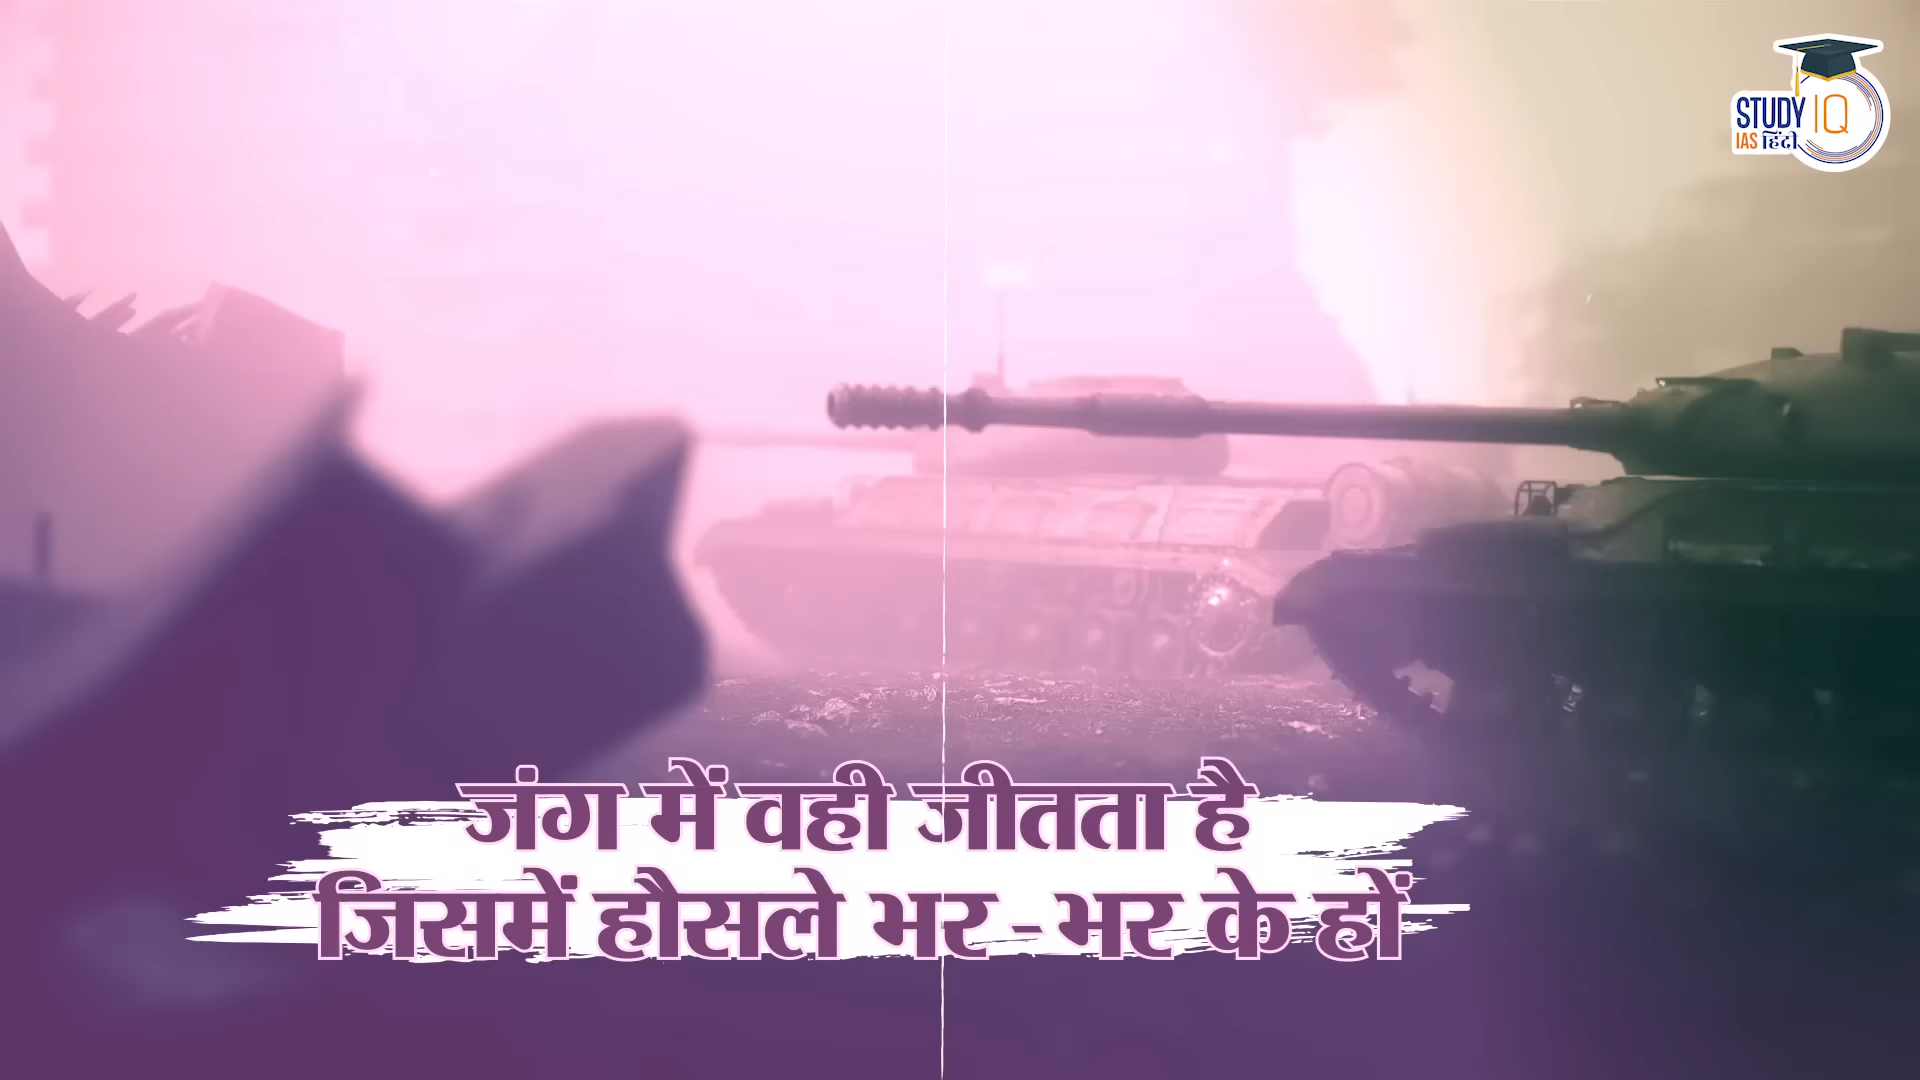 STUDY IQ
IAS हिंदी
जंग में वही जीतता है
जिसमें हौसले भर - भर के हों